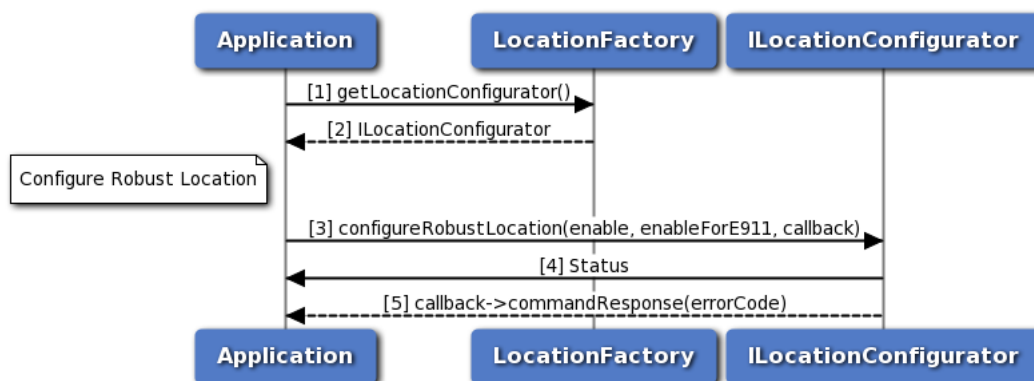 Application
LocationFactory
ILocationConfigurator
[1] getLocationConfigurator()
[2] ILocationConfigurator
Configure Robust Location
[3] configureRobustLocation(enable, enableForE911, callback)
[4] Status
[5] callback->commandResponse(errorCode)
Application
LocationFactory
ILocationConfigurator